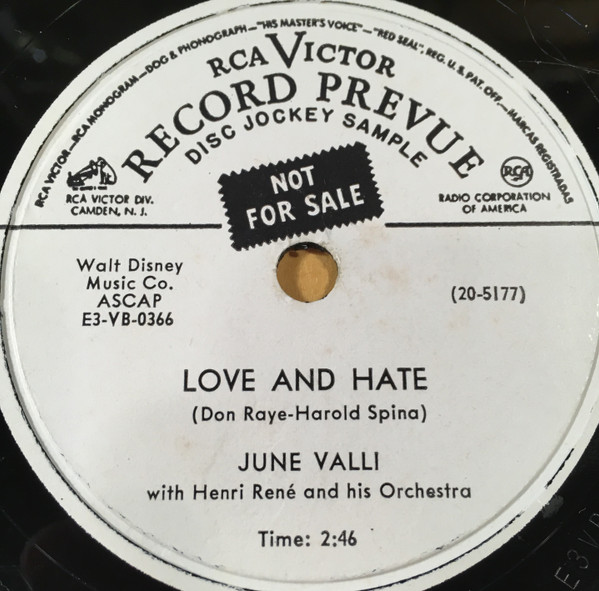 RCA VICTOR—RCA MONOGRAM—DOG & PHONOGRAPH—"HIS MASTER'S VOICE"—"RED SEAL", REG. U. S. PAT. OFF.—MARCAS REGISTRADAS
RCA VICTOR
RECORD PREVUE
DISC JOCKEY SAMPLE
NOT
FOR SALE
RCA VICTOR DIV.
CAMDEN, N. J.
RCA
RADIO CORPORATION
OF AMERICA
Walt Disney
Music Co.
ASCAP
E3-VB-0366
(20-5177)
LOVE AND HATE
(Don Raye-Harold Spina)
JUNE VALLI
with Henri René and his Orchestra
Time: 2:46
E3VB